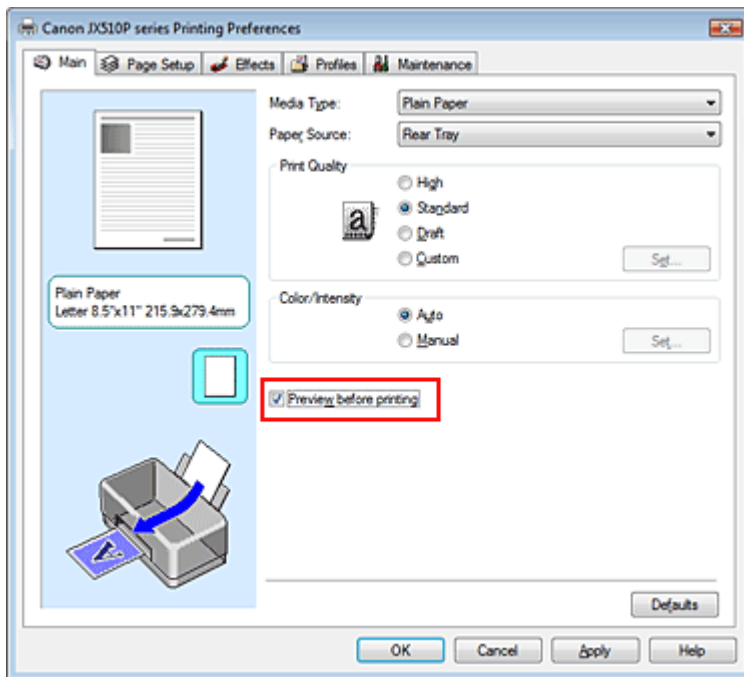 Canon JX510P series Printing Preferences
Main Page Setup Effects Profiles Maintenance
Media Type: Plain Paper
Paper Source: Rear Tray
Print Quality
High
a Standard
Draft
Custom Set...
Plain Paper
Letter 8.5"x11" 215.9x279.4mm
Color/Intensity
Auto
Manual Set...
Preview before printing
A
Defaults
OK Cancel Apply Help